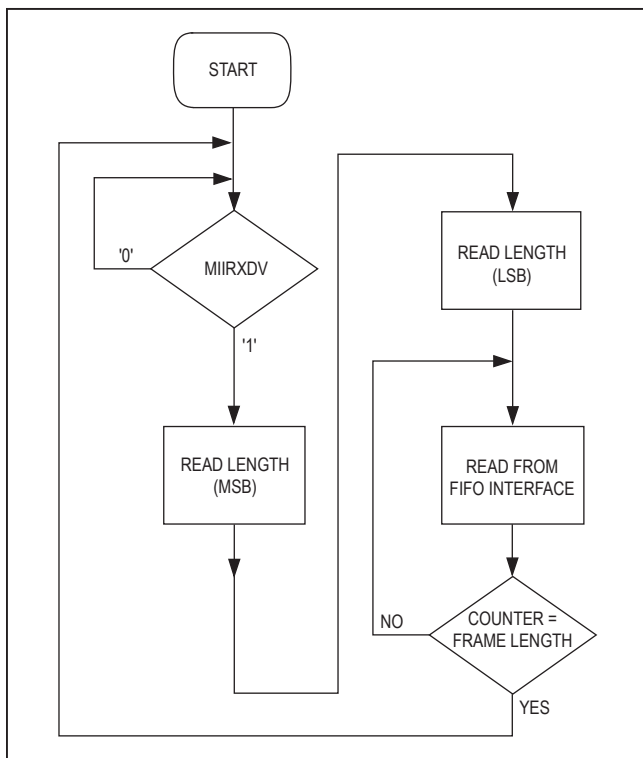 START
'0'
MIIRXDV
'1'
READ LENGTH
(MSB)
READ LENGTH
(LSB)
READ FROM
FIFO INTERFACE
NO
COUNTER =
FRAME LENGTH
YES